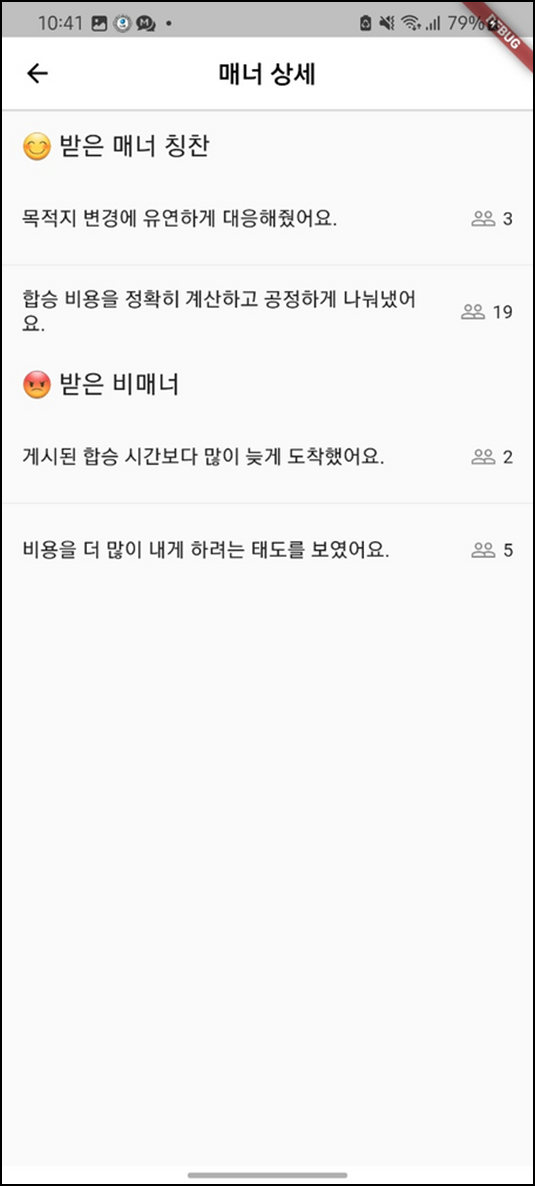 10:41
79%
DEBUG
매너 상세
😊 받은 매너 칭찬
목적지 변경에 유연하게 대응해줬어요.
3
합승 비용을 정확히 계산하고 공정하게 나눠냈어
요.
19
😡 받은 비매너
게시된 합승 시간보다 많이 늦게 도착했어요.
2
비용을 더 많이 내게 하려는 태도를 보였어요.
5